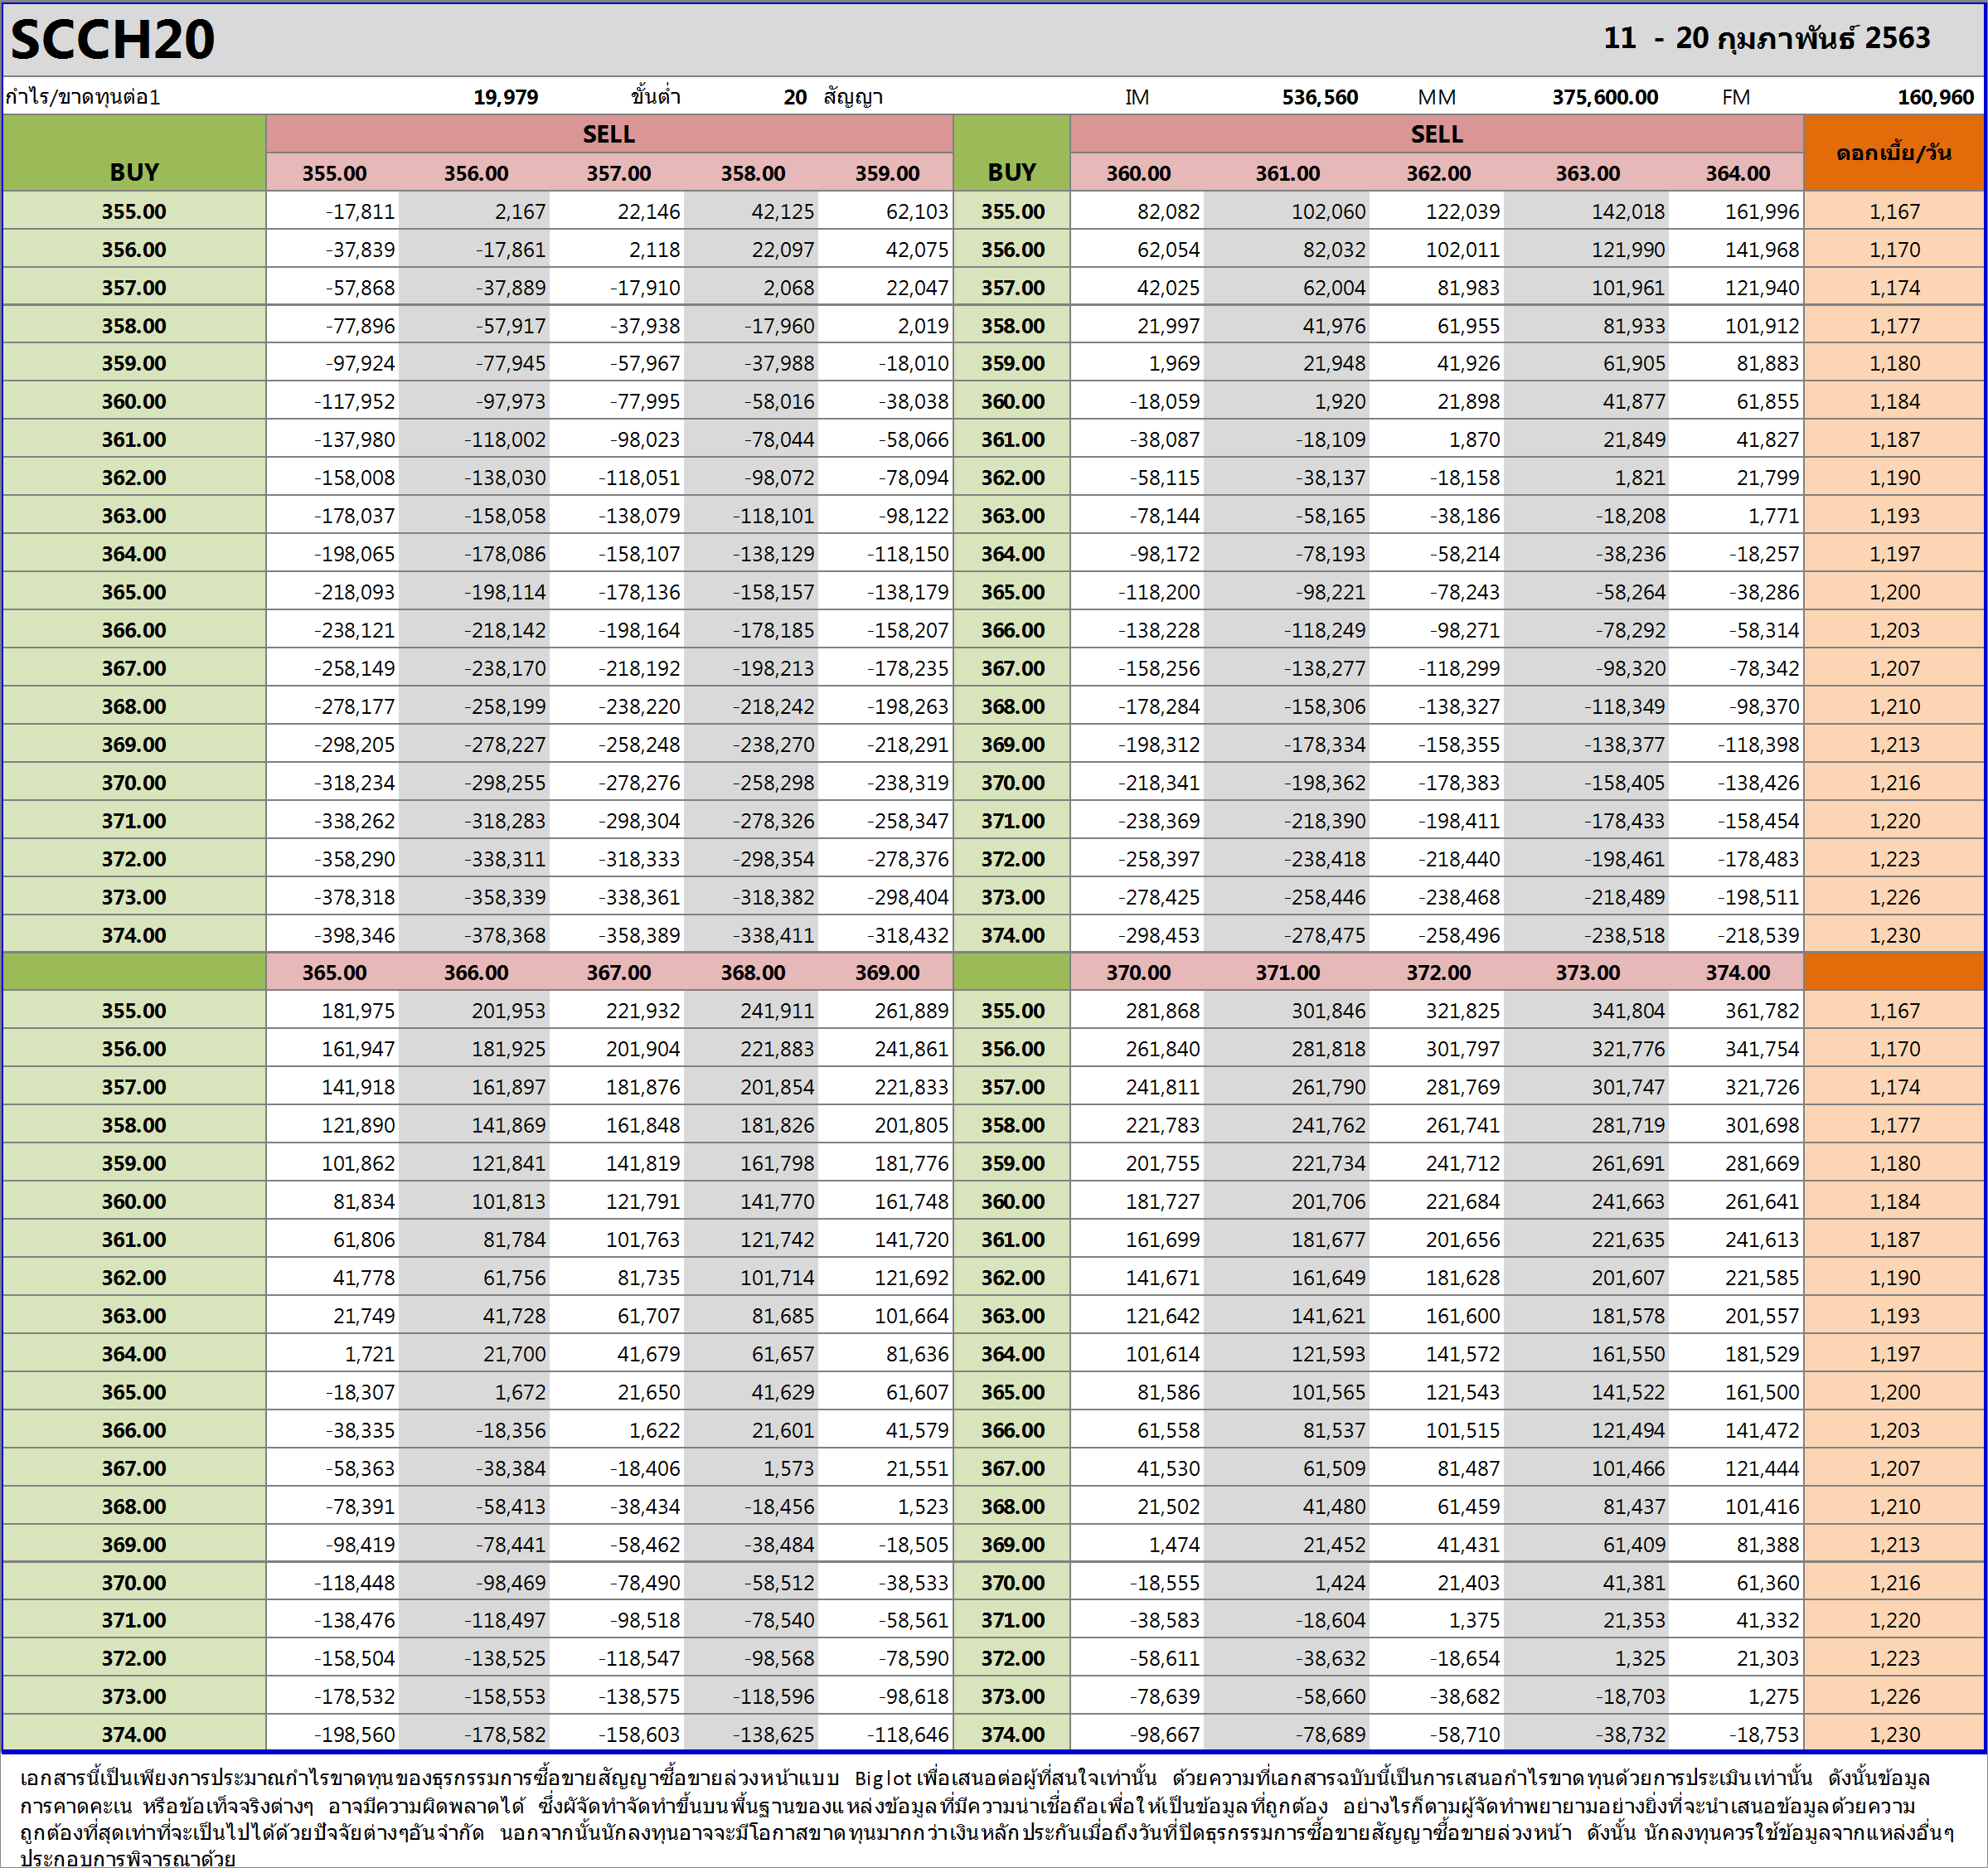 SCCH20 11 - 20 กุมภาพันธ์ 2563
กำไร/ขาดทุนต่อ1 19,979 ขั้นต่ำ 20 สัญญา IM 536,560 MM 375,600.00 FM 160,960
BUY SELL BUY SELL ดอกเบี้ย/วัน
355.00 356.00 357.00 358.00 359.00 360.00 361.00 362.00 363.00 364.00
355.00 -17,811 2,167 22,146 42,125 62,103 355.00 82,082 102,060 122,039 142,018 161,996 1,167
356.00 -37,839 -17,861 2,118 22,097 42,075 356.00 62,054 82,032 102,011 121,990 141,968 1,170
357.00 -57,868 -37,889 -17,910 2,068 22,047 357.00 42,025 62,004 81,983 101,961 121,940 1,174
358.00 -77,896 -57,917 -37,938 -17,960 2,019 358.00 21,997 41,976 61,955 81,933 101,912 1,177
359.00 -97,924 -77,945 -57,967 -37,988 -18,010 359.00 1,969 21,948 41,926 61,905 81,883 1,180
360.00 -117,952 -97,973 -77,995 -58,016 -38,038 360.00 -18,059 1,920 21,898 41,877 61,855 1,184
361.00 -137,980 -118,002 -98,023 -78,044 -58,066 361.00 -38,087 -18,109 1,870 21,849 41,827 1,187
362.00 -158,008 -138,030 -118,051 -98,072 -78,094 362.00 -58,115 -38,137 -18,158 1,821 21,799 1,190
363.00 -178,037 -158,058 -138,079 -118,101 -98,122 363.00 -78,144 -58,165 -38,186 -18,208 1,771 1,193
364.00 -198,065 -178,086 -158,107 -138,129 -118,150 364.00 -98,172 -78,193 -58,214 -38,236 -18,257 1,197
365.00 -218,093 -198,114 -178,136 -158,157 -138,179 365.00 -118,200 -98,221 -78,243 -58,264 -38,286 1,200
366.00 -238,121 -218,142 -198,164 -178,185 -158,207 366.00 -138,228 -118,249 -98,271 -78,292 -58,314 1,203
367.00 -258,149 -238,170 -218,192 -198,213 -178,235 367.00 -158,256 -138,277 -118,299 -98,320 -78,342 1,207
368.00 -278,177 -258,199 -238,220 -218,242 -198,263 368.00 -178,284 -158,306 -138,327 -118,349 -98,370 1,210
369.00 -298,205 -278,227 -258,248 -238,270 -218,291 369.00 -198,312 -178,334 -158,355 -138,377 -118,398 1,213
370.00 -318,234 -298,255 -278,276 -258,298 -238,319 370.00 -218,341 -198,362 -178,383 -158,405 -138,426 1,216
371.00 -338,262 -318,283 -298,304 -278,326 -258,347 371.00 -238,369 -218,390 -198,411 -178,433 -158,454 1,220
372.00 -358,290 -338,311 -318,333 -298,354 -278,376 372.00 -258,397 -238,418 -218,440 -198,461 -178,483 1,223
373.00 -378,318 -358,339 -338,361 -318,382 -298,404 373.00 -278,425 -258,446 -238,468 -218,489 -198,511 1,226
374.00 -398,346 -378,368 -358,389 -338,411 -318,432 374.00 -298,453 -278,475 -258,496 -238,518 -218,539 1,230
365.00 366.00 367.00 368.00 369.00 370.00 371.00 372.00 373.00 374.00
355.00 181,975 201,953 221,932 241,911 261,889 355.00 281,868 301,846 321,825 341,804 361,782 1,167
356.00 161,947 181,925 201,904 221,883 241,861 356.00 261,840 281,818 301,797 321,776 341,754 1,170
357.00 141,918 161,897 181,876 201,854 221,833 357.00 241,811 261,790 281,769 301,747 321,726 1,174
358.00 121,890 141,869 161,848 181,826 201,805 358.00 221,783 241,762 261,741 281,719 301,698 1,177
359.00 101,862 121,841 141,819 161,798 181,776 359.00 201,755 221,734 241,712 261,691 281,669 1,180
360.00 81,834 101,813 121,791 141,770 161,748 360.00 181,727 201,706 221,684 241,663 261,641 1,184
361.00 61,806 81,784 101,763 121,742 141,720 361.00 161,699 181,677 201,656 221,635 241,613 1,187
362.00 41,778 61,756 81,735 101,714 121,692 362.00 141,671 161,649 181,628 201,607 221,585 1,190
363.00 21,749 41,728 61,707 81,685 101,664 363.00 121,642 141,621 161,600 181,578 201,557 1,193
364.00 1,721 21,700 41,679 61,657 81,636 364.00 101,614 121,593 141,572 161,550 181,529 1,197
365.00 -18,307 1,672 21,650 41,629 61,607 365.00 81,586 101,565 121,543 141,522 161,500 1,200
366.00 -38,335 -18,356 1,622 21,601 41,579 366.00 61,558 81,537 101,515 121,494 141,472 1,203
367.00 -58,363 -38,384 -18,406 1,573 21,551 367.00 41,530 61,509 81,487 101,466 121,444 1,207
368.00 -78,391 -58,413 -38,434 -18,456 1,523 368.00 21,502 41,480 61,459 81,437 101,416 1,210
369.00 -98,419 -78,441 -58,462 -38,484 -18,505 369.00 1,474 21,452 41,431 61,409 81,388 1,213
370.00 -118,448 -98,469 -78,490 -58,512 -38,533 370.00 -18,555 1,424 21,403 41,381 61,360 1,216
371.00 -138,476 -118,497 -98,518 -78,540 -58,561 371.00 -38,583 -18,604 1,375 21,353 41,332 1,220
372.00 -158,504 -138,525 -118,547 -98,568 -78,590 372.00 -58,611 -38,632 -18,654 1,325 21,303 1,223
373.00 -178,532 -158,553 -138,575 -118,596 -98,618 373.00 -78,639 -58,660 -38,682 -18,703 1,275 1,226
374.00 -198,560 -178,582 -158,603 -138,625 -118,646 374.00 -98,667 -78,689 -58,710 -38,732 -18,753 1,230
เอกสารนี้เป็นเพียงการประมาณกำไรขาดทุนของธุรกรรมการซื้อขายสัญญาซื้อขายล่วงหน้าแบบ Biglot เพื่อเสนอต่อผู้ที่สนใจเท่านั้น ด้วยความที่เอกสารฉบับนี้เป็นการเสนอกำไรขาดทุนด้วยการประเมินเท่านั้น ดังนั้นข้อมูล
การคาดคะเน หรือข้อเท็จจริงต่างๆ อาจมีความผิดพลาดได้ ซึ่งผัจัดทำจัดทำขึ้นบนพื้นฐานของแหล่งข้อมูลที่มีความน่าเชื่อถือเพื่อให้เป็นข้อมูลที่ถูกต้อง อย่างไรก็ตามผู้จัดทำพยายามอย่างยิ่งที่จะนำเสนอข้อมูลด้วยความ
ถูกต้องที่สุดเท่าที่จะเป็นไปได้ด้วยปัจจัยต่างๆอันจำกัด นอกจากนั้นนักลงทุนอาจจะมีโอกาสขาดทุนมากกว่าเงินหลักประกันเมื่อถึงวันที่ปิดธุรกรรมการซื้อขายสัญญาซื้อขายล่วงหน้า ดังนั้น นักลงทุนควรใช้ข้อมูลจากแหล่งอื่นๆ
ประกอบการพิจารณาด้วย